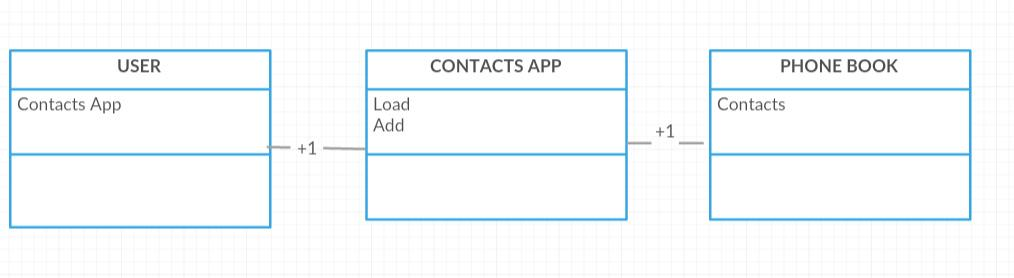 USER
Contacts App
+1
CONTACTS APP
Load
Add
+1
PHONE BOOK
Contacts